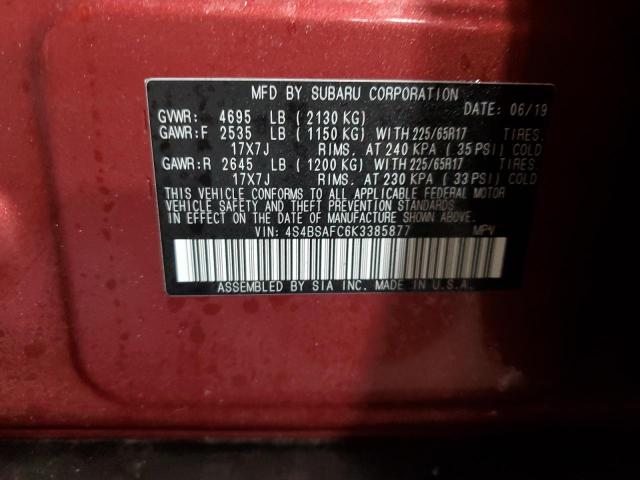 MFD BY SUBARU CORPORATION
DATE: 06/19
GVWR: 4695 LB (2130 KG)
GAWR:F 2535 LB (1150 KG) WITH 225/65R17 TIRES.
17X7J RIMS. AT 240 KPA (35 PSI) COLD
GAWR:R 2645 LB (1200 KG) WITH 225/65R17 TIRES.
17X7J RIMS. AT 230 KPA (33 PSI) COLD
THIS VEHICLE CONFORMS TO ALL APPLICABLE FEDERAL MOTOR
VEHICLE SAFETY AND THEFT PREVENTION STANDARDS
IN EFFECT ON THE DATE OF MANUFACTURE SHOWN ABOVE.
VIN: 4S4BSAFC6K3385877 MPV
ASSEMBLED BY SIA INC. MADE IN U.S.A.